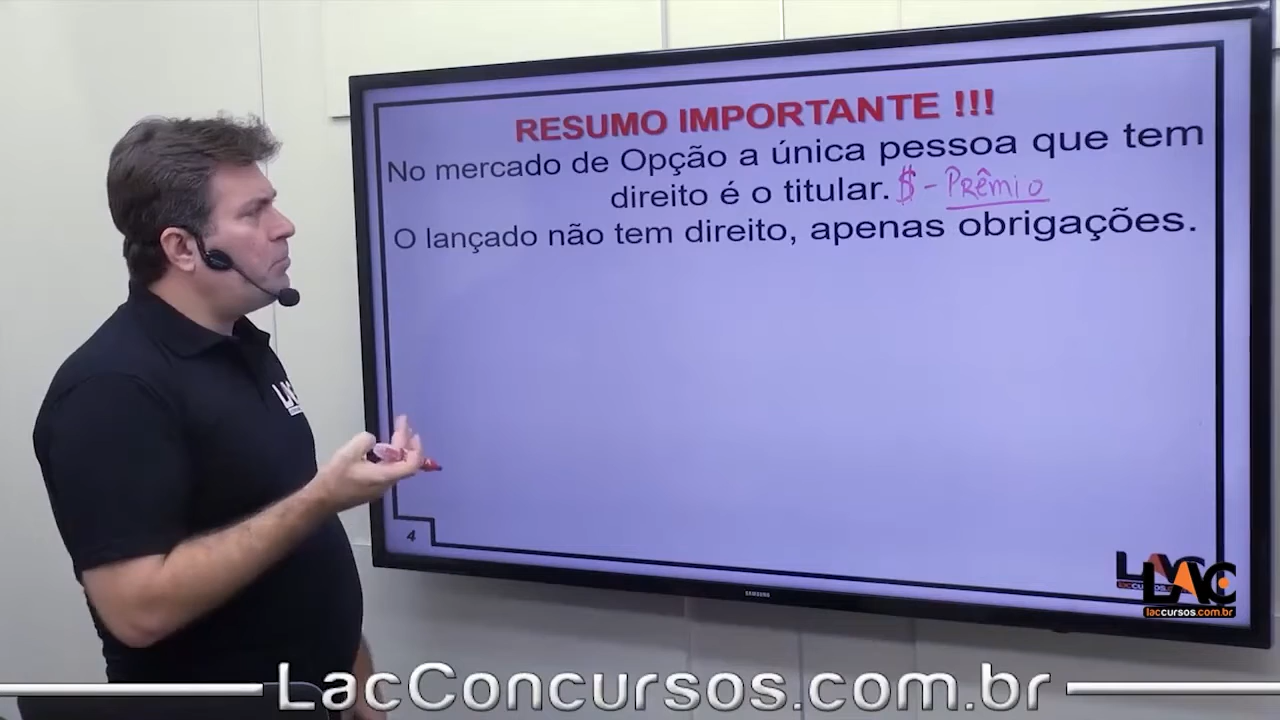 RESUMO IMPORTANTE !!!
No mercado de Opção a única pessoa que tem
direito é o titular. $ - Prêmio
O lançado não tem direito, apenas obrigações.
4
SAMSUNG
LAC
laccursos.com.br
LacConcursos.com.br